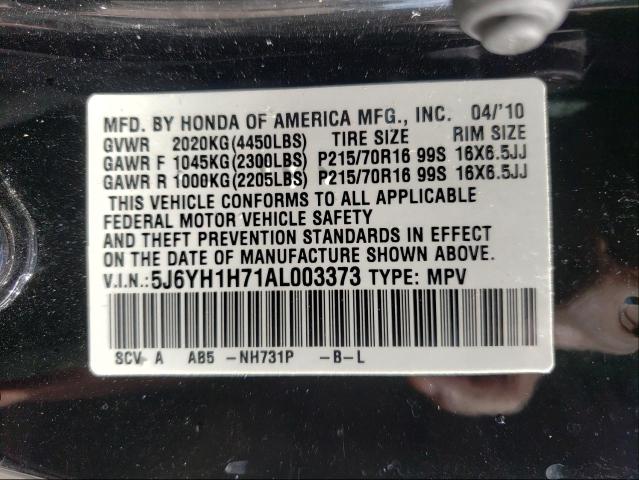 MFD. BY HONDA OF AMERICA MFG., INC. 04/'10
GVWR 2020KG(4450LBS) TIRE SIZE RIM SIZE
GAWR F 1045KG(2300LBS) P215/70R16 99S 16X6.5JJ
GAWR R 1000KG(2205LBS) P215/70R16 99S 16X6.5JJ
THIS VEHICLE CONFORMS TO ALL APPLICABLE
FEDERAL MOTOR VEHICLE SAFETY
AND THEFT PREVENTION STANDARDS IN EFFECT
ON THE DATE OF MANUFACTURE SHOWN ABOVE.
V.I.N.:5J6YH1H71AL003373 TYPE: MPV
SCV A AB5 -NH731P -B-L